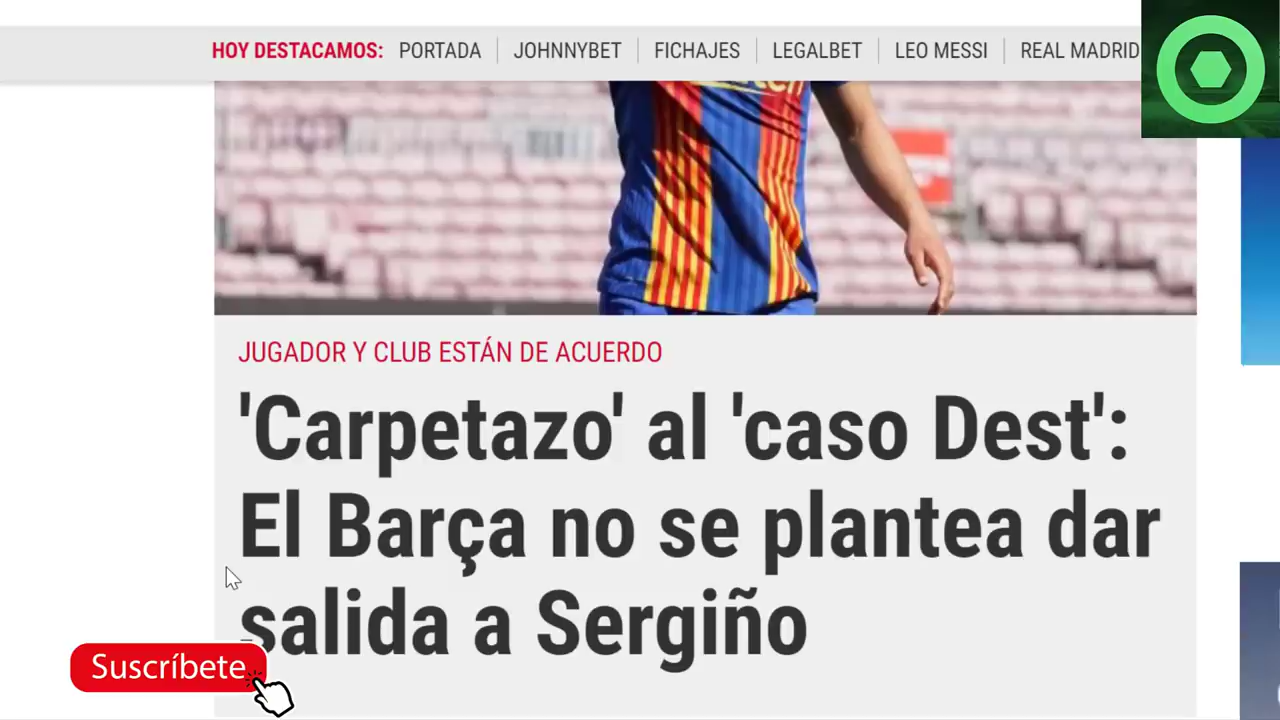 HOY DESTACAMOS: PORTADA JOHNNYBET FICHAJES LEGALBET LEO MESSI REAL MADRID
JUGADOR Y CLUB ESTÁN DE ACUERDO
'Carpetazo' al 'caso Dest':
El Barça no se plantea dar
salida a Sergiño
Suscríbete